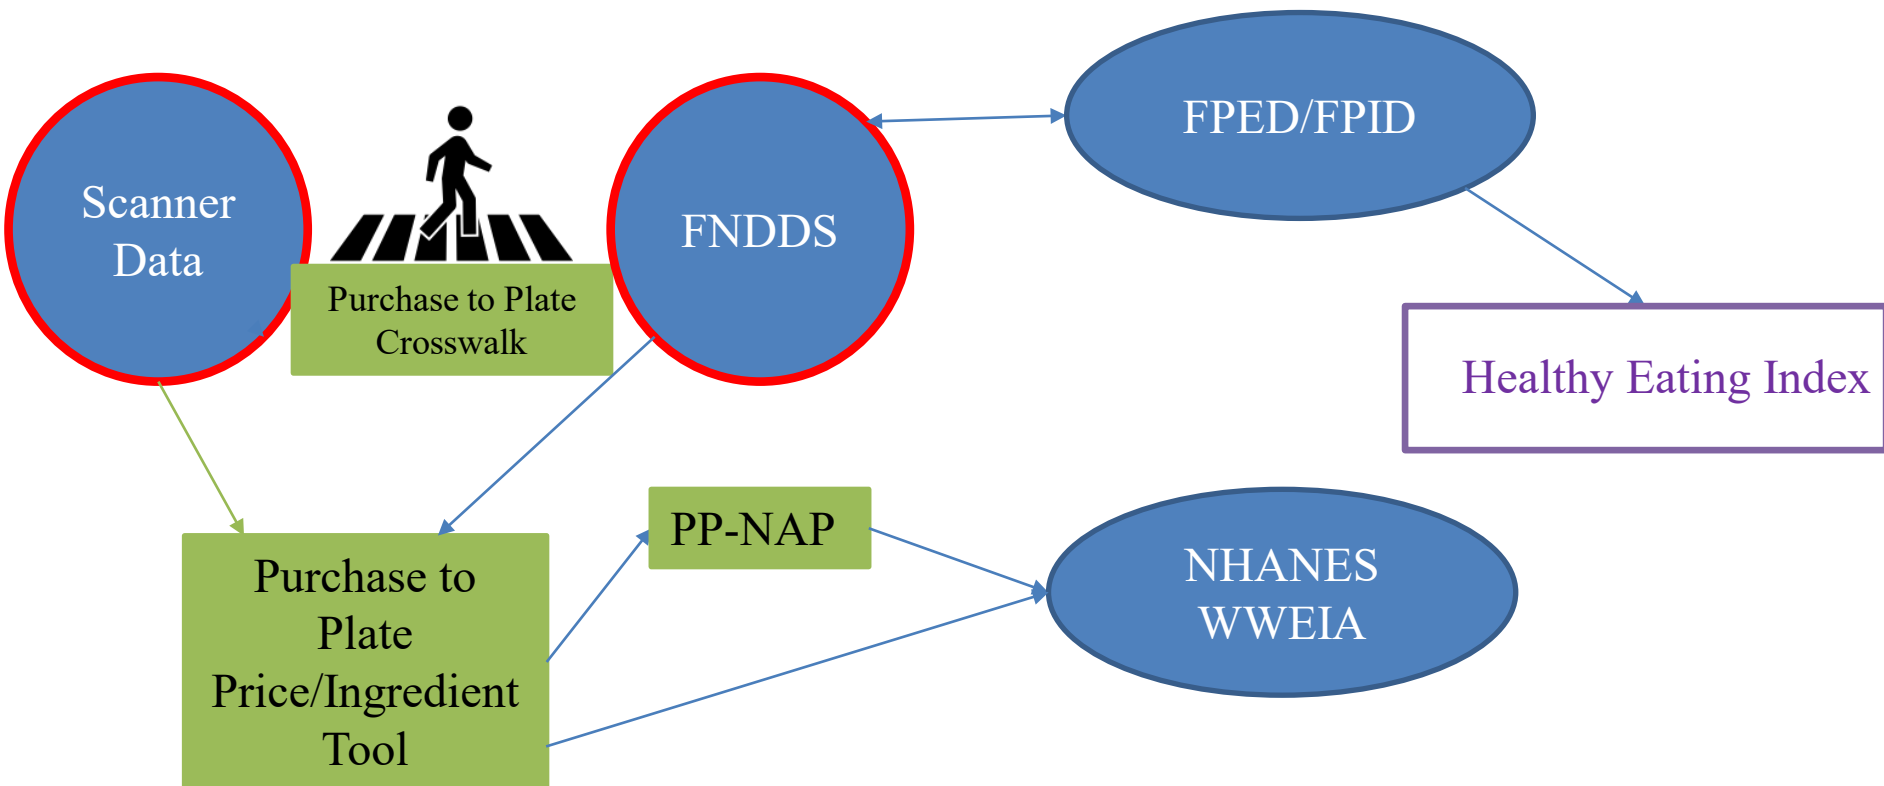 Scanner
Data
Purchase to Plate
Crosswalk
FNDDS
FPED/FPID
Healthy Eating Index
Purchase to
Plate
Price/Ingredient
Tool
PP-NAP
NHANES
WWEIA